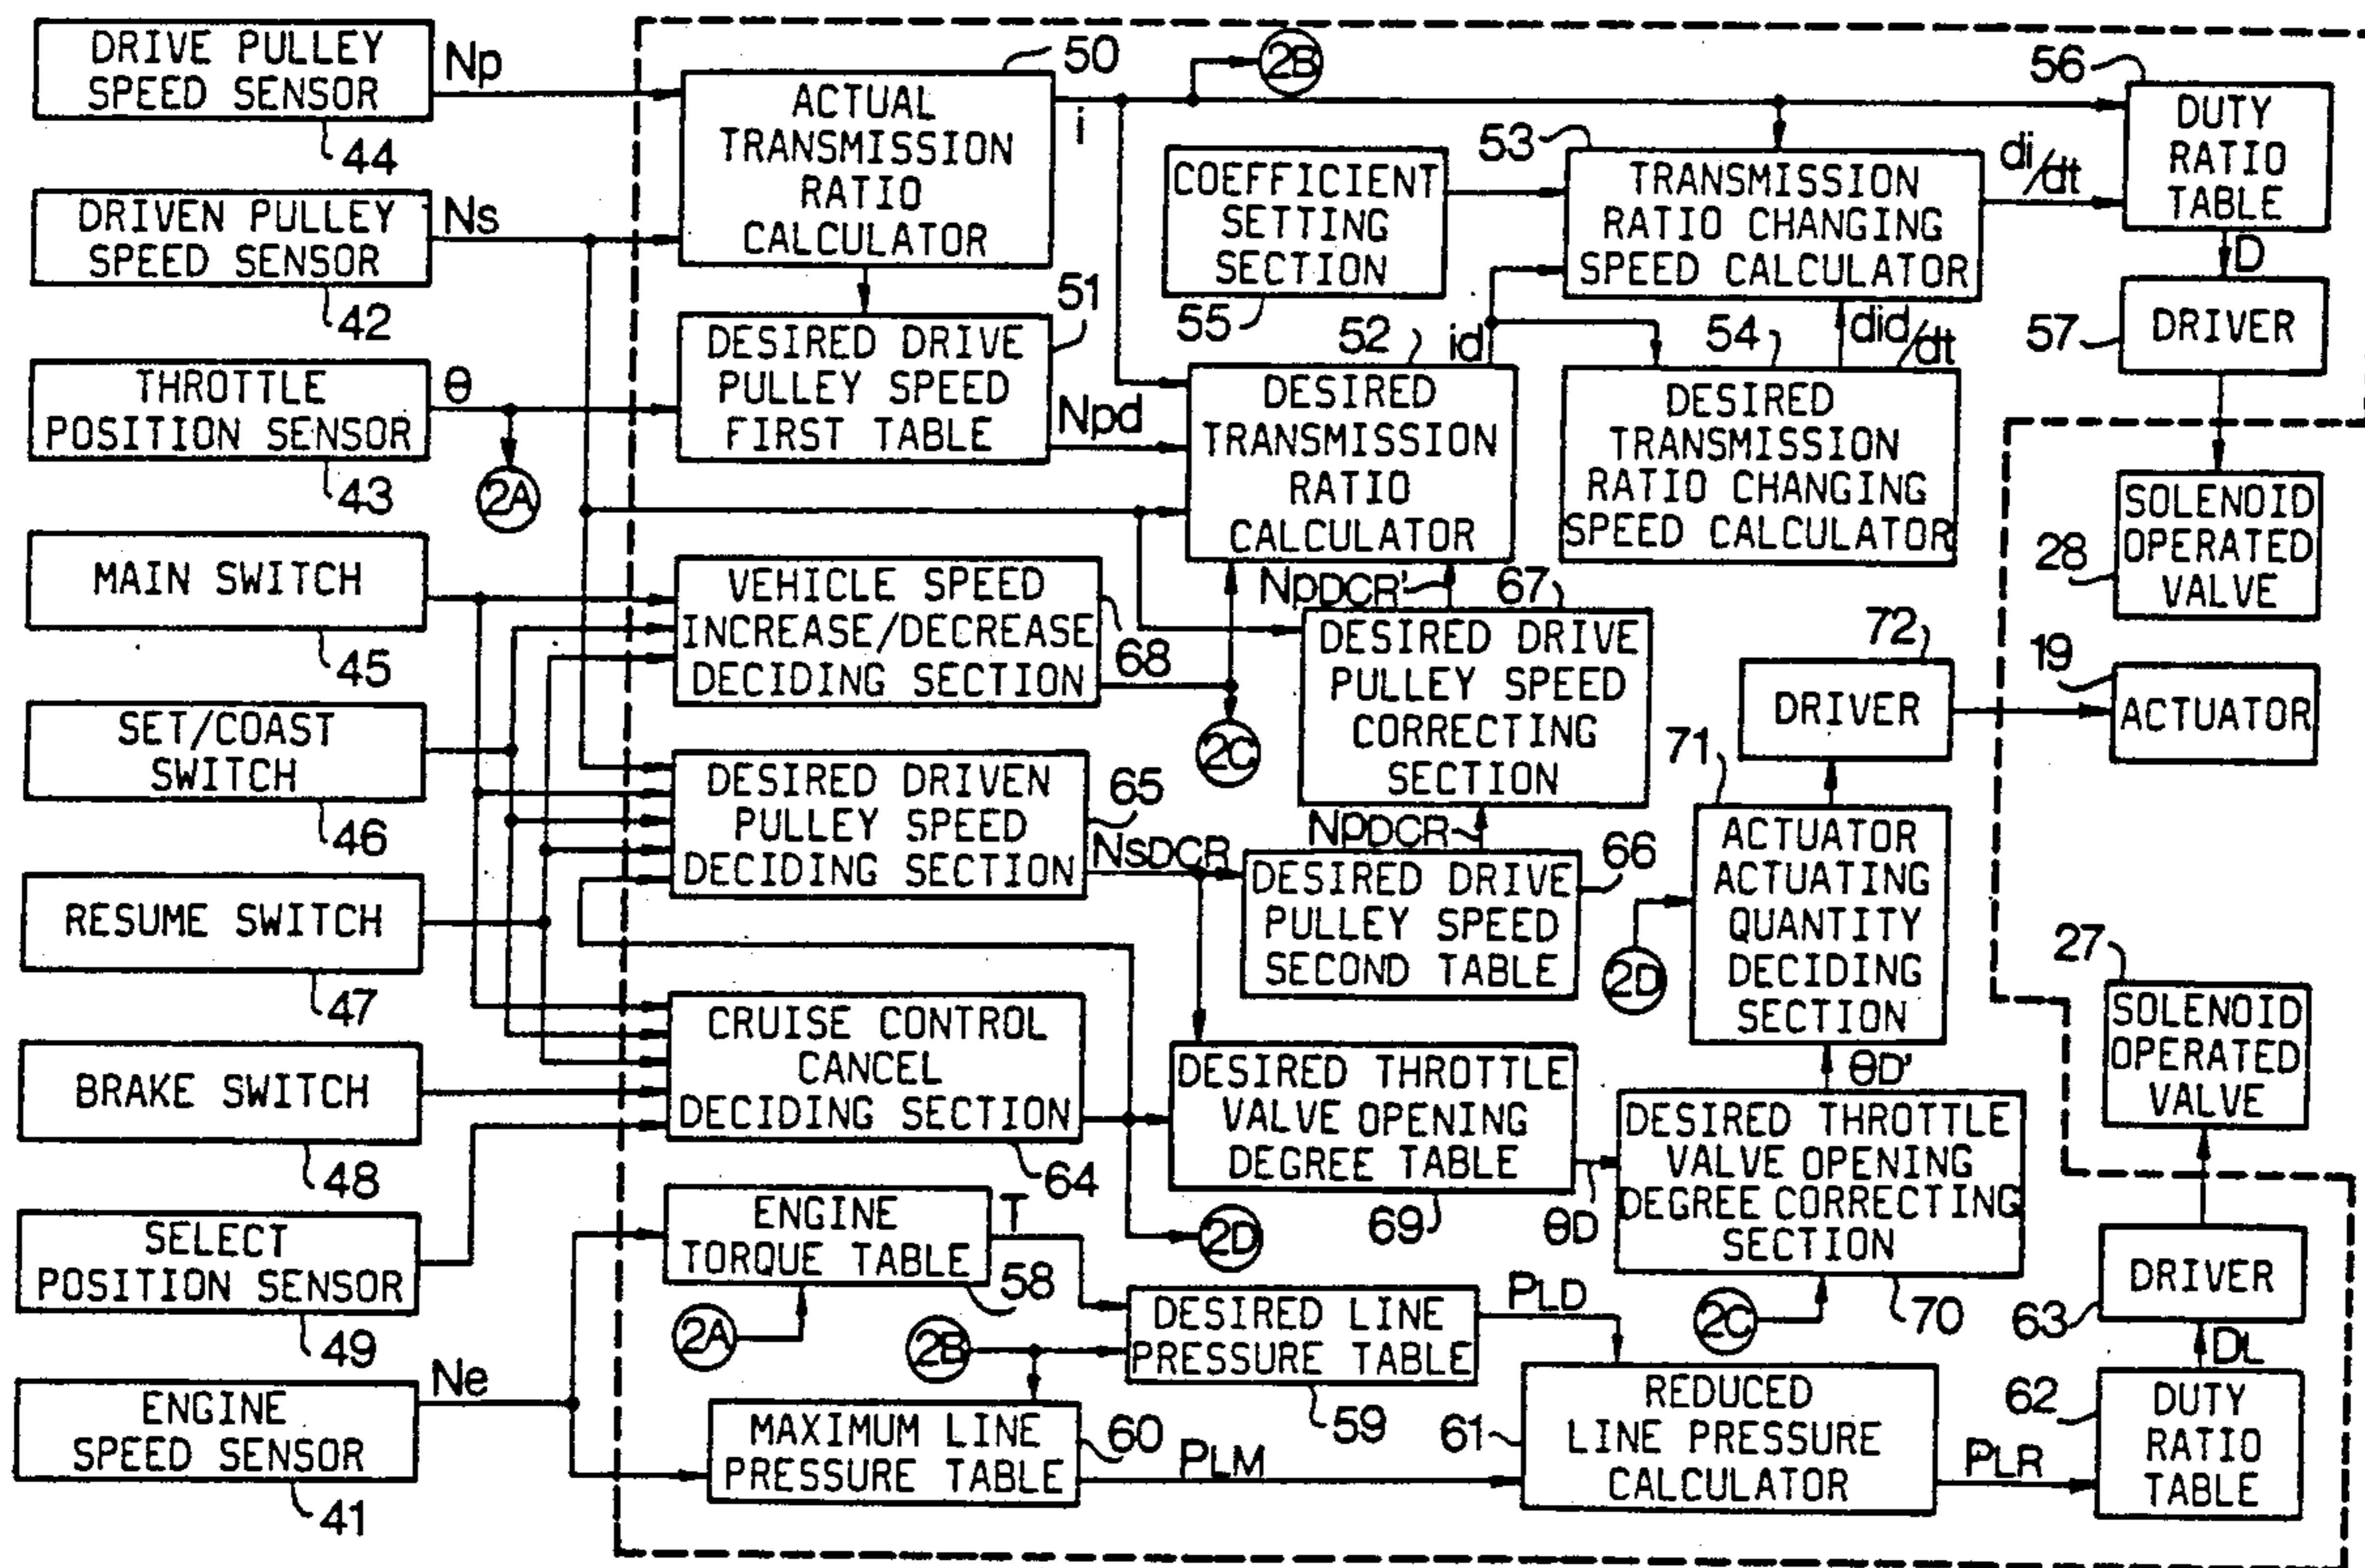 DRIVE PULLEY
SPEED SENSOR
Np
44
DRIVEN PULLEY
SPEED SENSOR
Ns
42
THROTTLE
POSITION SENSOR
θ
43
2A
MAIN SWITCH
45
SET/COAST
SWITCH
46
RESUME SWITCH
47
BRAKE SWITCH
48
SELECT
POSITION SENSOR
49
ENGINE
SPEED SENSOR
Ne
41
ACTUAL
TRANSMISSION
RATIO
CALCULATOR
50
i
2B
DESIRED DRIVE
PULLEY SPEED
FIRST TABLE
51
Npd
COEFFICIENT
SETTING
SECTION
55
TRANSMISSION
RATIO CHANGING
SPEED CALCULATOR
53
di/dt
DUTY
RATIO
TABLE
56
D
DRIVER
57
SOLENOID
OPERATED
VALVE
28
DESIRED
TRANSMISSION
RATIO
CALCULATOR
52
id
DESIRED
TRANSMISSION
RATIO CHANGING
SPEED CALCULATOR
54
did/dt
VEHICLE SPEED
INCREASE/DECREASE
DECIDING SECTION
68
2C
NPDCR'
67
DESIRED DRIVE
PULLEY SPEED
CORRECTING
SECTION
72
DRIVER
19
ACTUATOR
DESIRED DRIVEN
PULLEY SPEED
DECIDING SECTION
65
NSDCR
NPDCR
DESIRED DRIVE
PULLEY SPEED
SECOND TABLE
66
71
ACTUATOR
ACTUATING
QUANTITY
DECIDING
SECTION
2D
27
SOLENOID
OPERATED
VALVE
CRUISE CONTROL
CANCEL
DECIDING SECTION
64
2D
DESIRED THROTTLE
VALVE OPENING
DEGREE TABLE
69
θD
θD'
DESIRED THROTTLE
VALVE OPENING
DEGREE CORRECTING
SECTION
70
2C
ENGINE
TORQUE TABLE
T
58
2A
2B
DESIRED LINE
PRESSURE TABLE
59
PLD
MAXIMUM LINE
PRESSURE TABLE
60
PLM
REDUCED
LINE PRESSURE
CALCULATOR
61
PLR
DRIVER
63
DL
DUTY
RATIO
TABLE
62